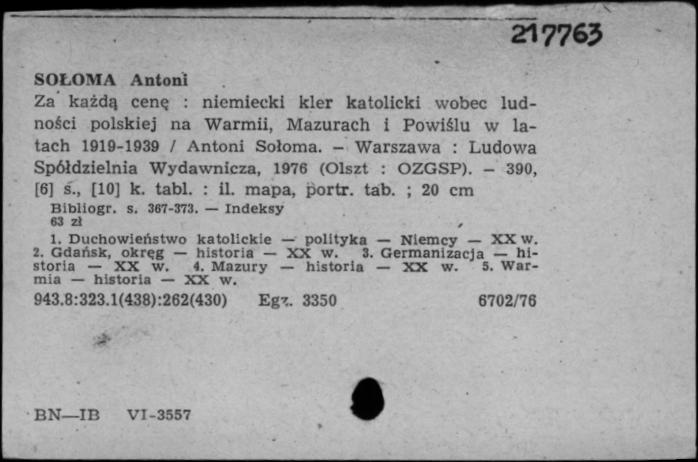 217763
SOŁOMA Antoni
Za każdą cenę : niemiecki kler katolicki wobec lud-
ności polskiej na Warmii, Mazurach i Powiślu w la-
tach 1919-1939 / Antoni Sołoma. – Warszawa : Ludowa
Spółdzielnia Wydawnicza, 1976 (Olszt : OZGSP). – 390,
[6] s., [10] k. tabl. : il. mapa, portr. tab. ; 20 cm
Bibliogr. s. 367-373. — Indeksy
63 zł
1. Duchowieństwo katolickie — polityka — Niemcy — XX w.
2. Gdańsk, okręg — historia — XX w. 3. Germanizacja — hi-
storia — XX w. 4. Mazury — historia — XX w. 5. War-
mia — historia — XX w.
943.8:323.1(438):262(430) Egz. 3350 6702/76
BN—IB VI-3557